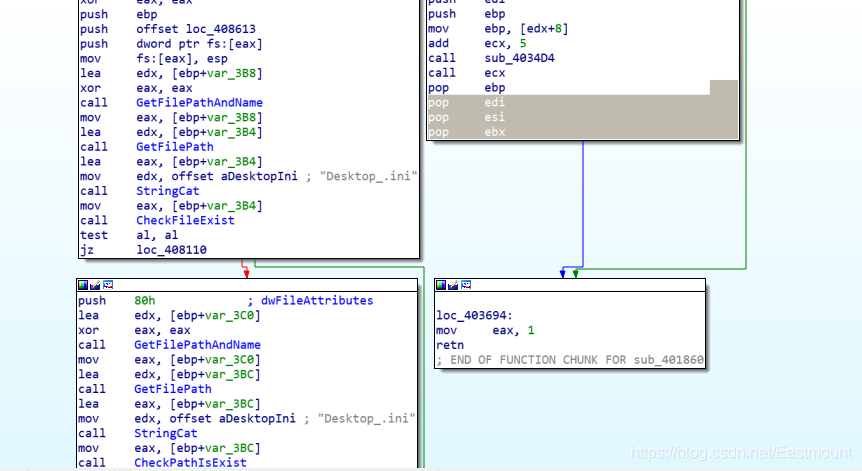 xor eax, eax
push ebp
push offset loc_408613
push dword ptr fs:[eax]
mov fs:[eax], esp
lea edx, [ebp+var_3B8]
xor eax, eax
call GetFilePathAndName
mov eax, [ebp+var_3B8]
lea edx, [ebp+var_3B4]
call GetFilePath
lea eax, [ebp+var_3B4]
mov edx, offset aDesktopIni ; "Desktop_.ini"
call StringCat
mov eax, [ebp+var_3B4]
call CheckFileExist
test al, al
jz loc_408110
push edi
push ebp
mov ebp, [edx+8]
add ecx, 5
call sub_4034D4
call ecx
pop ebp
pop edi
pop esi
pop ebx
push 80h ; dwFileAttributes
lea edx, [ebp+var_3C0]
xor eax, eax
call GetFilePathAndName
mov eax, [ebp+var_3C0]
lea edx, [ebp+var_3BC]
call GetFilePath
lea eax, [ebp+var_3BC]
mov edx, offset aDesktopIni ; "Desktop_.ini"
call StringCat
mov eax, [ebp+var_3BC]
call CheckPathIsExist
loc_403694:
mov eax, 1
retn
; END OF FUNCTION CHUNK FOR sub_401860
https://blog.csdn.net/Eastmount